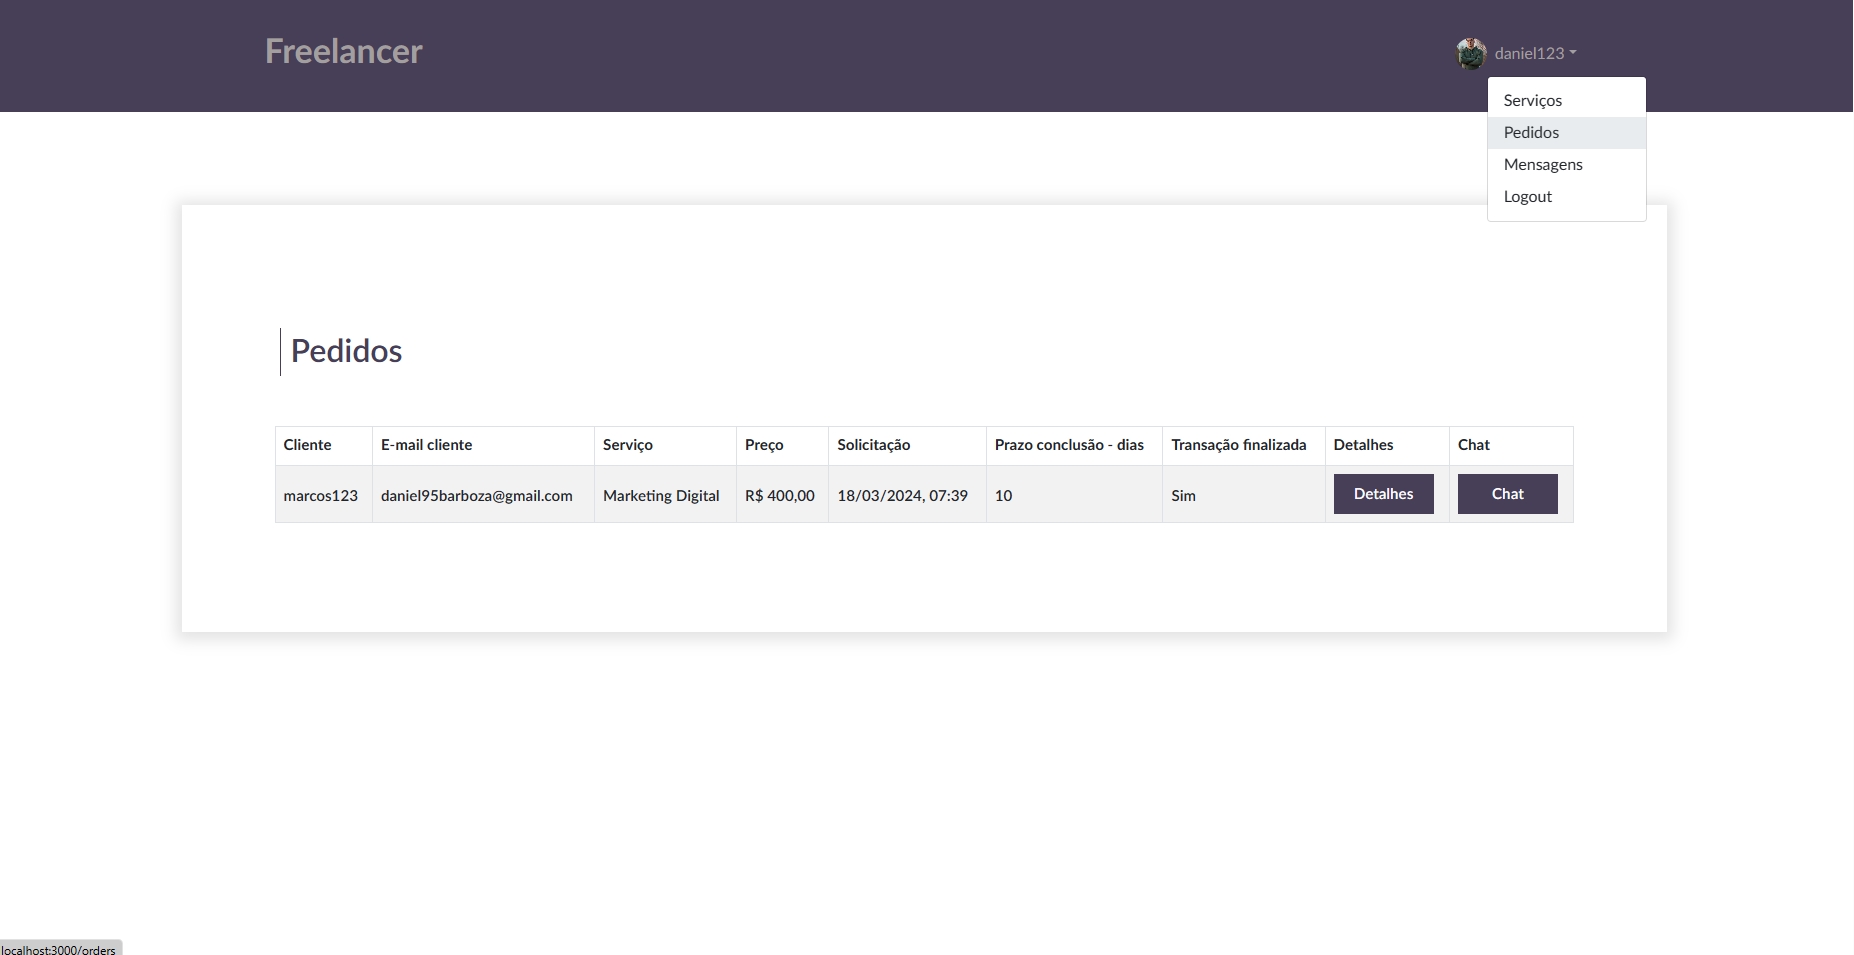 Freelancer
daniel123
Serviços
Pedidos
Mensagens
Logout
Pedidos
Cliente E-mail cliente Serviço Preço Solicitação Prazo conclusão - dias Transação finalizada Detalhes Chat
marcos123 daniel95barboza@gmail.com Marketing Digital R$ 400,00 18/03/2024, 07:39 10 Sim Detalhes Chat
localhost:3000/orders